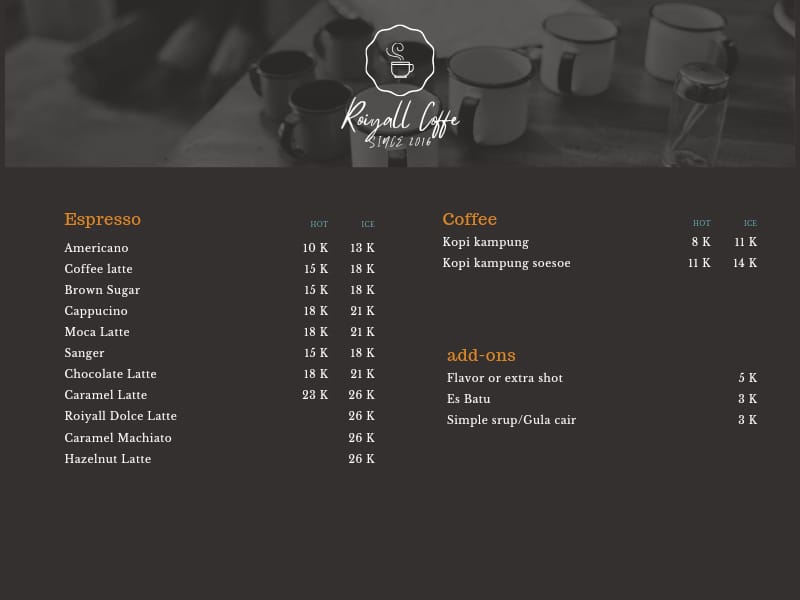 Roiyall Coffe
SINCE 2016
Espresso HOT ICE
Americano 10 K 13 K
Coffee latte 15 K 18 K
Brown Sugar 15 K 18 K
Cappucino 18 K 21 K
Moca Latte 18 K 21 K
Sanger 15 K 18 K
Chocolate Latte 18 K 21 K
Caramel Latte 23 K 26 K
Roiyall Dolce Latte 26 K
Caramel Machiato 26 K
Hazelnut Latte 26 K
Coffee HOT ICE
Kopi kampung 8 K 11 K
Kopi kampung soesoe 11 K 14 K
add-ons
Flavor or extra shot 5 K
Es Batu 3 K
Simple srup/Gula cair 3 K